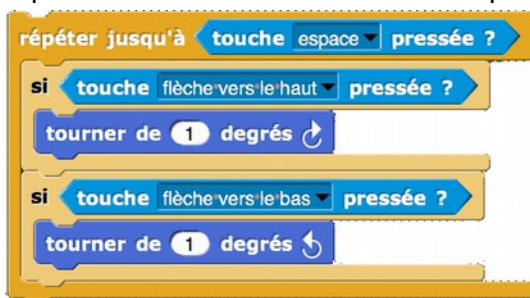 répéter jusqu'à touche espace pressée ?
si touche flèche vers le haut pressée ?
tourner de 1 degrés
si touche flèche vers le bas pressée ?
tourner de 1 degrés